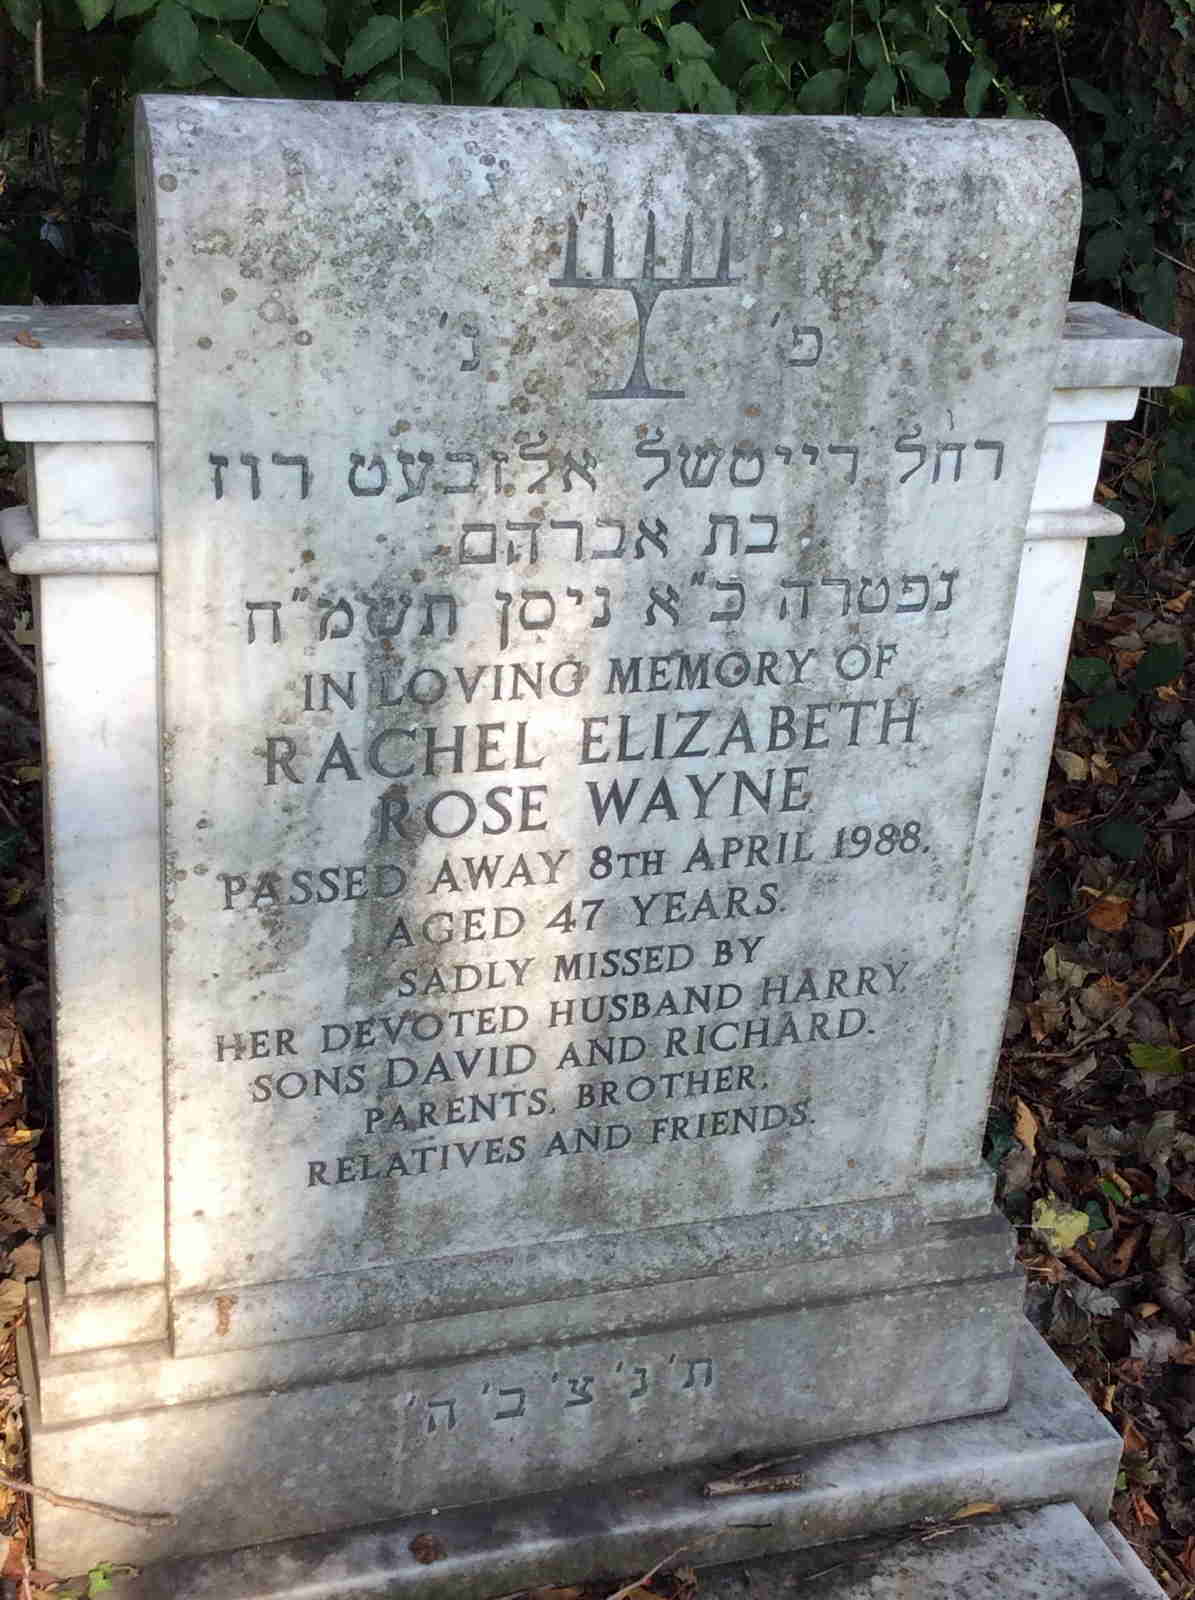 פ' נ'
רחל רייטשל אלזבעט רוז
בת אברהם
נפטרה כ"א ניסן תשמ"ח
IN LOVING MEMORY OF
RACHEL ELIZABETH
ROSE WAYNE
PASSED AWAY 8TH APRIL 1988.
AGED 47 YEARS.
SADLY MISSED BY
HER DEVOTED HUSBAND HARRY,
SONS DAVID AND RICHARD.
PARENTS, BROTHER,
RELATIVES AND FRIENDS.
ת' נ' צ' ב' ה'